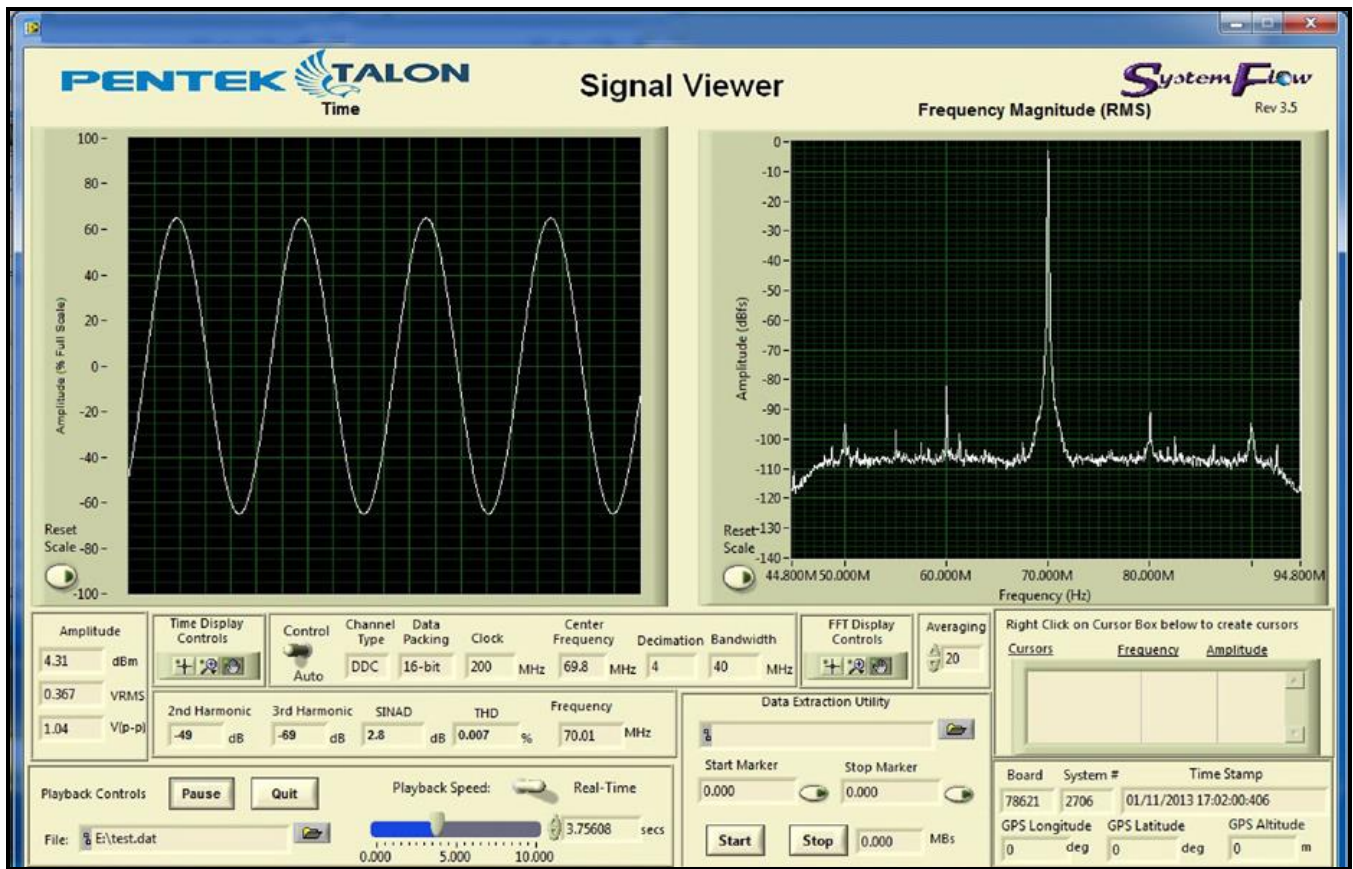 PENTEK TALON
Signal Viewer
SystemFlow
Rev 3.5
Time
Frequency Magnitude (RMS)
Amplitude (% Full Scale)
100
80
60
40
20
0
-20
-40
-60
-80
-100
Reset
Scale
Amplitude (dBfs)
0
-10
-20
-30
-40
-50
-60
-70
-80
-90
-100
-110
-120
-130
-140
Reset
Scale
44.800M 50.000M 60.000M 70.000M 80.000M 94.800M
Frequency (Hz)
Amplitude
4.31 dBm
0.367 VRMS
1.04 V(p-p)
Time Display
Controls
Control
Auto
Channel
Type
DDC
Data
Packing
16-bit
Clock
200 MHz
Center
Frequency
69.8 MHz
Decimation
4
Bandwidth
40 MHz
FFT Display
Controls
Averaging
20
Right Click on Cursor Box below to create cursors
Cursors Frequency Amplitude
2nd Harmonic
-49 dB
3rd Harmonic
-69 dB
SINAD
2.8 dB
THD
0.007 %
Frequency
70.01 MHz
Data Extraction Utility
Start Marker
0.000
Stop Marker
0.000
Start Stop 0.000 MBs
Playback Controls Pause Quit
Playback Speed: Real-Time
File: E:\test.dat
0.000 5.000 10.000
3.75608 secs
Board System # Time Stamp
78621 2706 01/11/2013 17:02:00:406
GPS Longitude GPS Latitude GPS Altitude
0 deg 0 deg 0 m